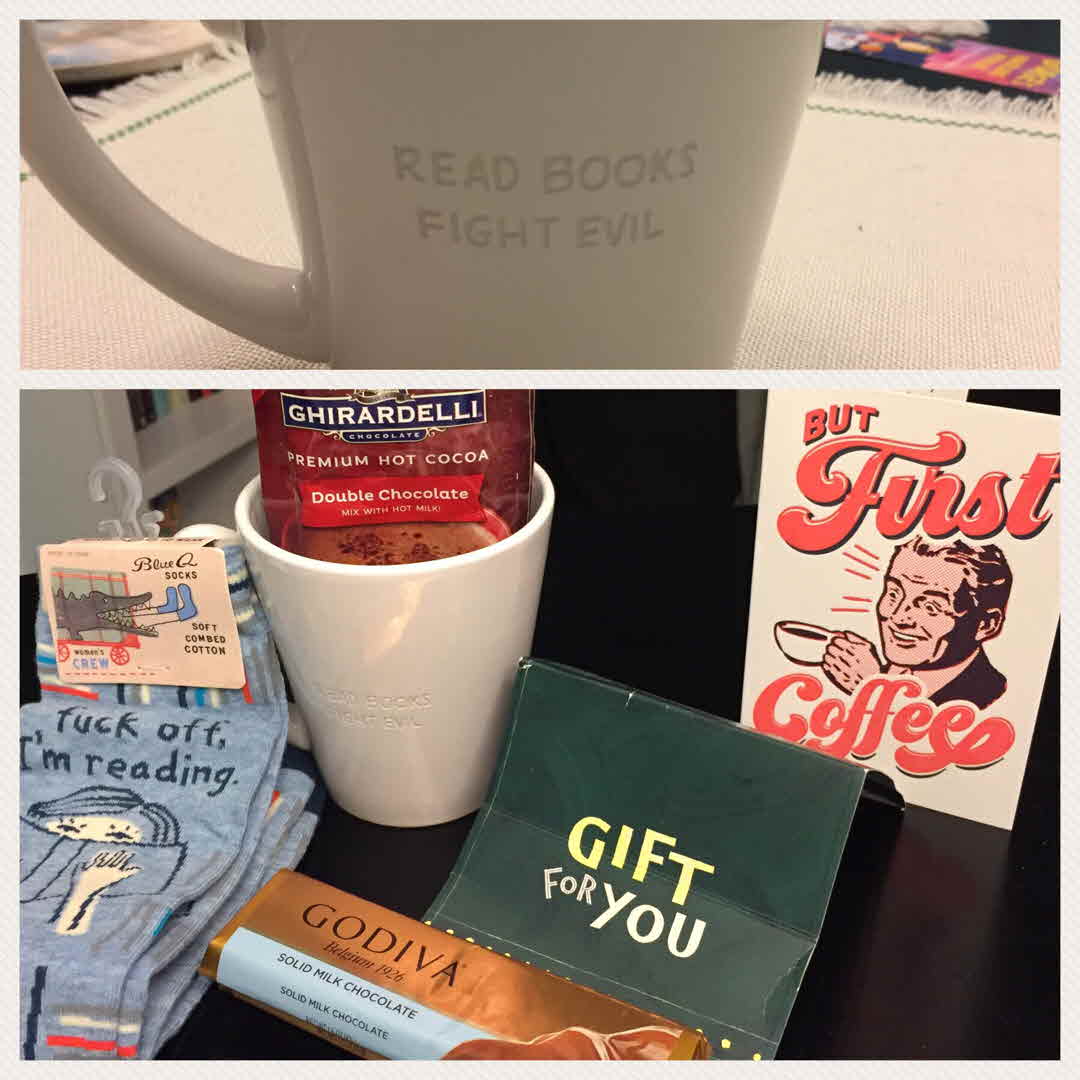 READ BOOKS
FIGHT EVIL
GHIRARDELLI
CHOCOLATE
PREMIUM HOT COCOA
Double Chocolate
MIX WITH HOT MILK!
BUT
First
Coffee
Blue Q
SOCKS
SOFT
COMBED
COTTON
women's
CREW
READ BOOKS
FIGHT EVIL
fuck off,
I'm reading.
GIFT
FOR YOU
GODIVA
Belgium 1926
SOLID MILK CHOCOLATE
SOLID MILK CHOCOLATE